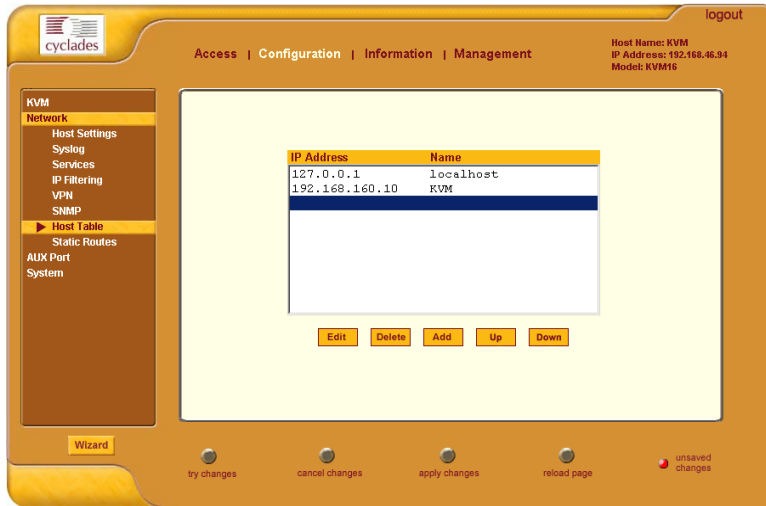 logout
cyclades
Access | Configuration | Information | Management
Host Name: KVM
IP Address: 192.168.46.94
Model: KVM16
KVM
Network
Host Settings
Syslog
Services
IP Filtering
VPN
SNMP
Host Table
Static Routes
AUX Port
System
IP Address Name
127.0.0.1 localhost
192.168.160.10 KVM
Edit Delete Add Up Down
Wizard
try changes cancel changes apply changes reload page
unsaved
changes